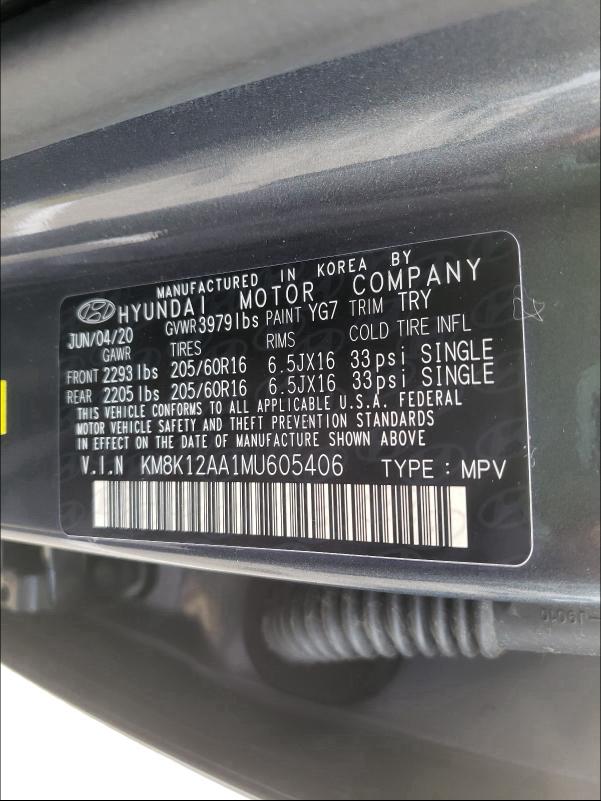 MANUFACTURED IN KOREA BY
HYUNDAI MOTOR COMPANY
JUN/04/20 GVWR 3979 lbs PAINT YG7 TRIM TRY
GAWR TIRES RIMS COLD TIRE INFL
FRONT 2293 lbs 205/60R16 6.5JX16 33 psi SINGLE
REAR 2205 lbs 205/60R16 6.5JX16 33 psi SINGLE
THIS VEHICLE CONFORMS TO ALL APPLICABLE U.S.A. FEDERAL
MOTOR VEHICLE SAFETY AND THEFT PREVENTION STANDARDS
IN EFFECT ON THE DATE OF MANUFACTURE SHOWN ABOVE
V.I.N KM8K12AA1MU605406 TYPE : MPV